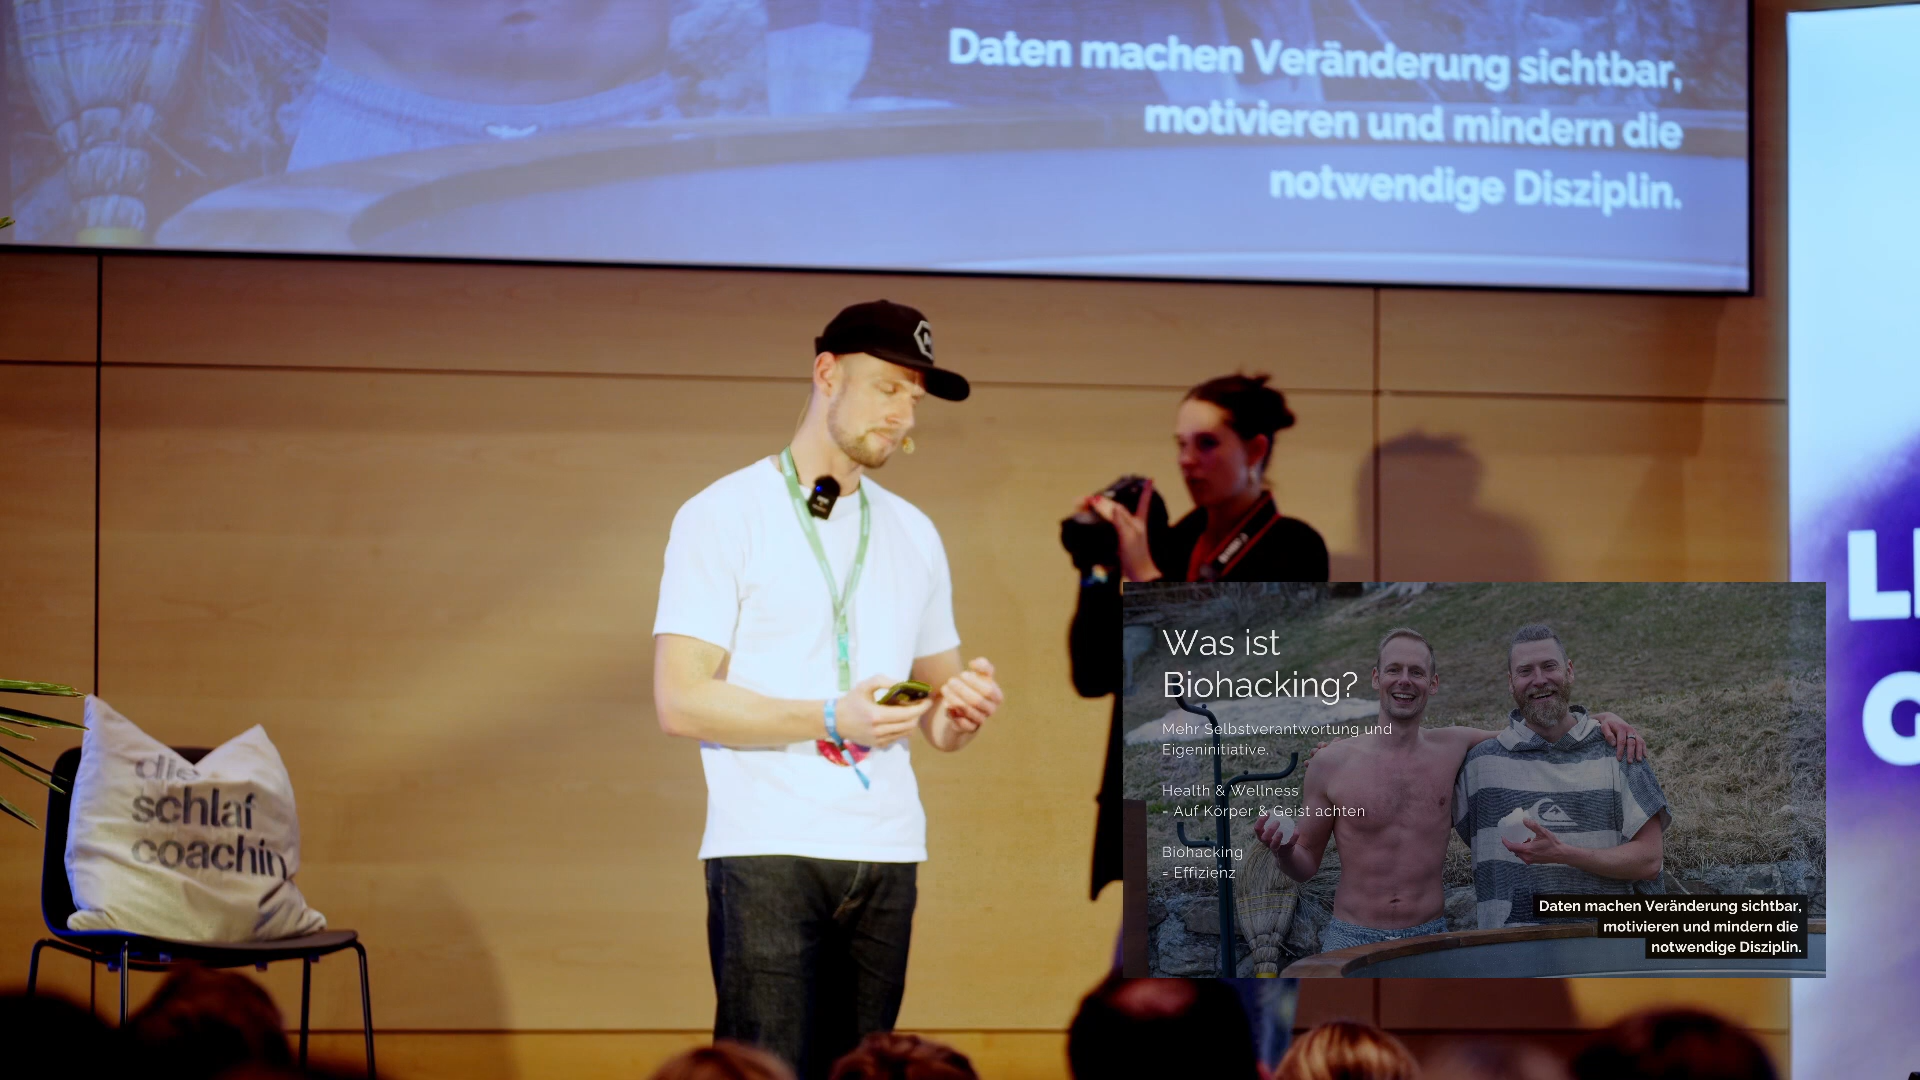 Daten machen Veränderung sichtbar,
motivieren und mindern die
notwendige Disziplin.
die
schlaf
coachin
Was ist
Biohacking?
Mehr Selbstverantwortung und
Eigeninitiative.
Health & Wellness
- Auf Körper & Geist achten
Biohacking
= Effizienz
Daten machen Veränderung sichtbar,
motivieren und mindern die
notwendige Disziplin.